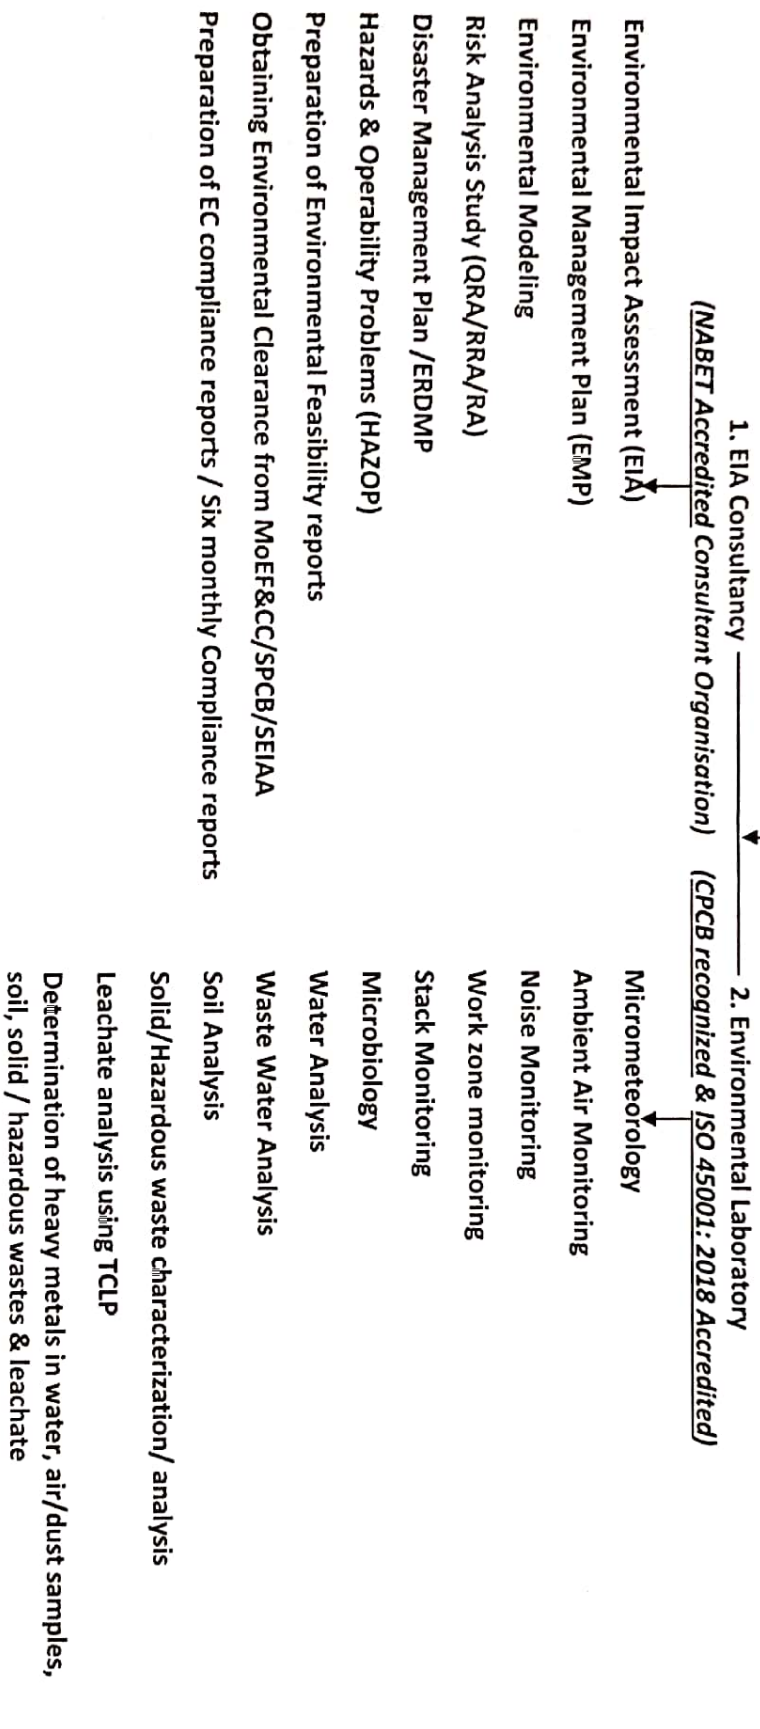 1. EIA Consultancy
(NABET Accredited Consultant Organisation)
Environmental Impact Assessment (EIA)
Environmental Management Plan (EMP)
Environmental Modeling
Risk Analysis Study (QRA/RRA/RA)
Disaster Management Plan /ERDMP
Hazards & Operability Problems (HAZOP)
Preparation of Environmental Feasibility reports
Obtaining Environmental Clearance from MoEF&CC/SPCB/SEIAA
Preparation of EC compliance reports / Six monthly Compliance reports
2. Environmental Laboratory
(CPCB recognized & ISO 45001: 2018 Accredited)
Micrometeorology
Ambient Air Monitoring
Noise Monitoring
Work zone monitoring
Stack Monitoring
Microbiology
Water Analysis
Waste Water Analysis
Soil Analysis
Solid/Hazardous waste characterization/ analysis
Leachate analysis using TCLP
Determination of heavy metals in water, air/dust samples,
soil, solid / hazardous wastes & leachate